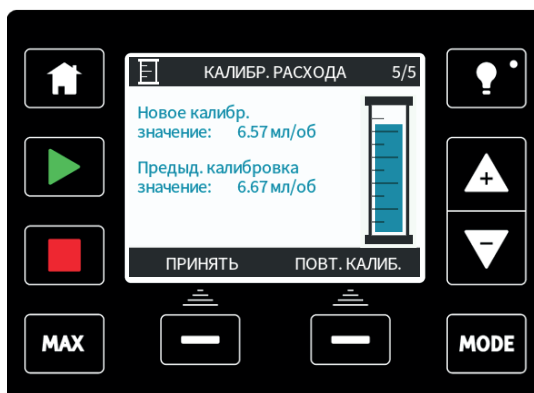 КАЛИБР. РАСХОДА 5/5
Новое калибр.
значение: 6.57 мл/об
Предыд. калибровка
значение: 6.67 мл/об
ПРИНЯТЬ ПОВТ. КАЛИБ.
MAX
MODE